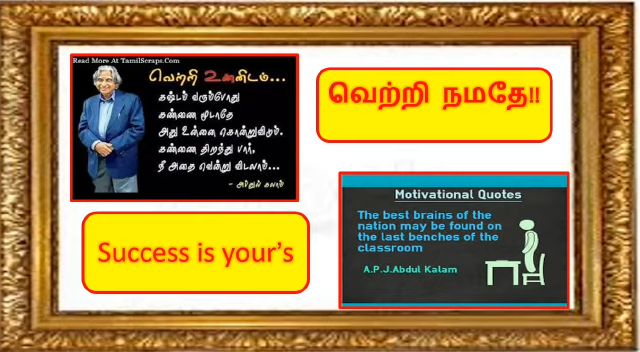 Read More At TamilScraps.Com
வெற்றி உன்னிடம்...
கஷ்டம் வரும்போது
கண்ணை மூடாதே
அது உன்னை கொன்றுவிடும்.
கண்ணை திறந்து பார்,
நீ அதை வென்று விடலாம்...
- அப்துல் கலாம்
வெற்றி நமதே!!
Success is your's
Motivational Quotes
The best brains of the
nation may be found on
the last benches of the
classroom
A.P.J.Abdul Kalam